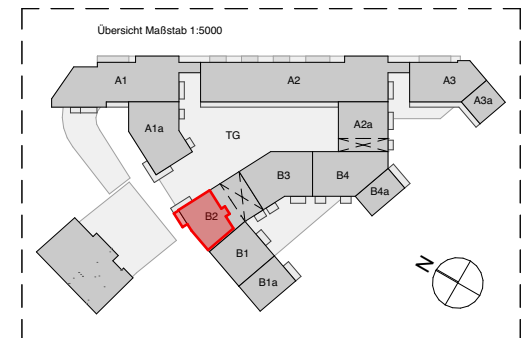 Übersicht Maßstab 1:5000
A1
A2
A3
A3a
A1a
TG
A2a
B3
B4
B4a
B2
B1
B1a
N